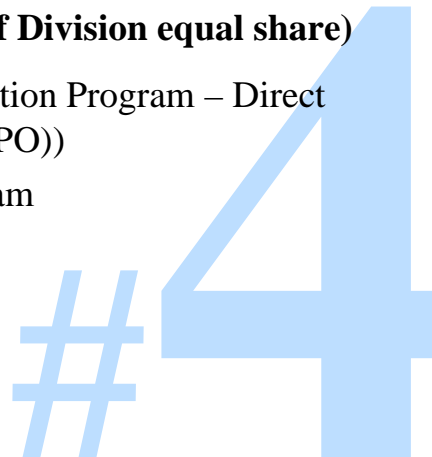 f Division equal share)
tion Program – Direct
PO))
am
#4